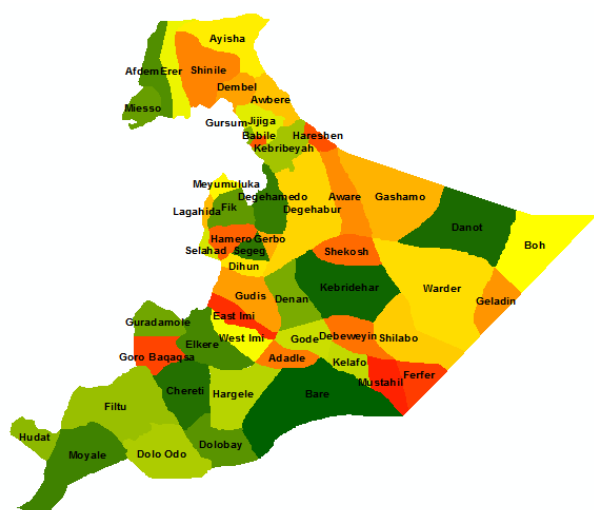 Ayisha
AfdemErer
Shinile
Dembel
Miesso
Awbere
Gursum
Jijiga
Babile
Hareshen
Kebribeyah
Meyumuluka
Degehamedo
Aware
Gashamo
Lagahida
Fik
Degehabur
Danot
Hamero
Gerbo
Boh
Selahad
Segeg
Shekosh
Dihun
Kebridehar
Warder
Gudis
Denan
Geladin
Guradamole
East Imi
Elkere
West Imi
Gode
Debeweyin
Shilabo
Goro Baqaqsa
Adadle
Kelafo
Chereti
Hargele
Bare
Mustahil
Ferfer
Filtu
Hudat
Dolobay
Moyale
Dolo Odo